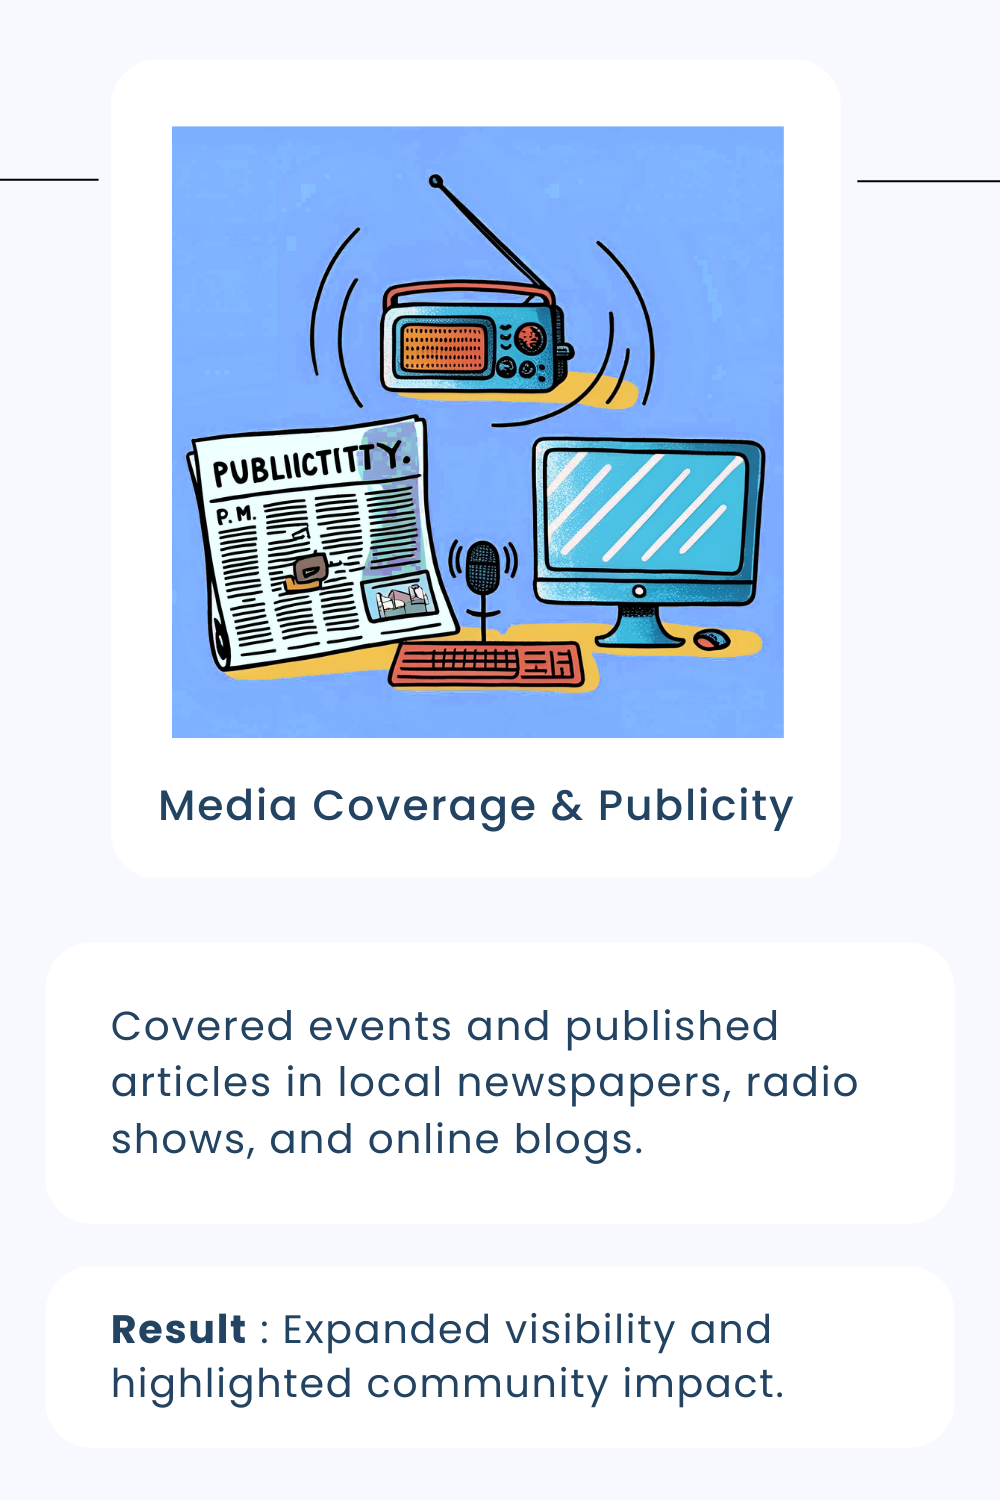 PUBLIICTITTY.
P. M.
Media Coverage & Publicity
Covered events and published
articles in local newspapers, radio
shows, and online blogs.
Result : Expanded visibility and
highlighted community impact.